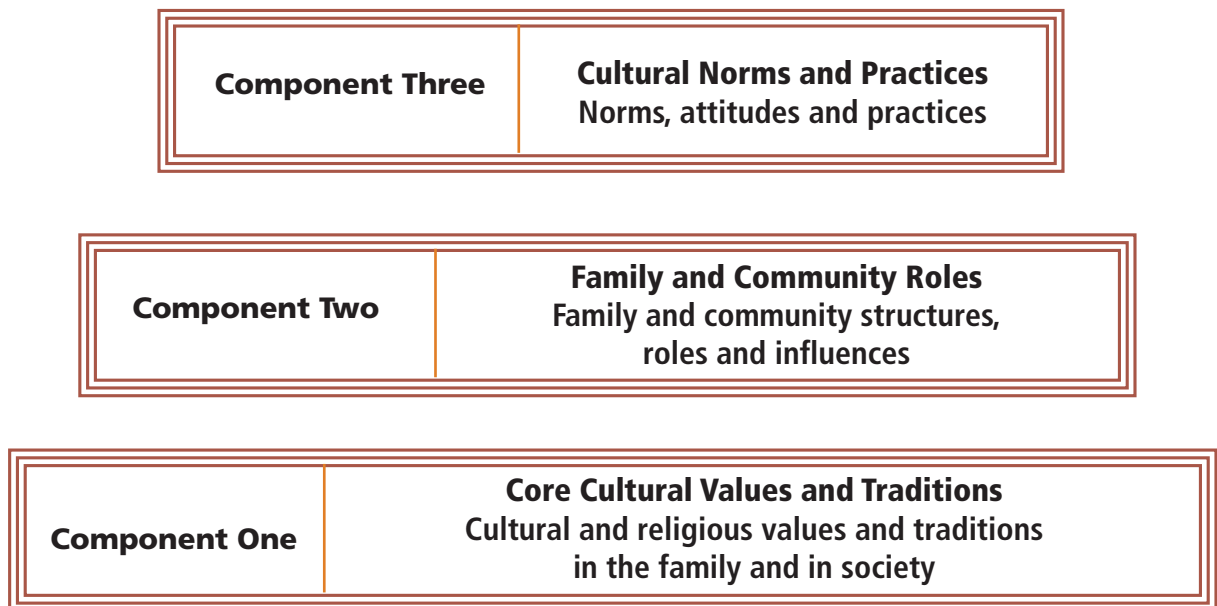 Component Three
Cultural Norms and Practices
Norms, attitudes and practices
Component Two
Family and Community Roles
Family and community structures,
roles and influences
Component One
Core Cultural Values and Traditions
Cultural and religious values and traditions
in the family and in society